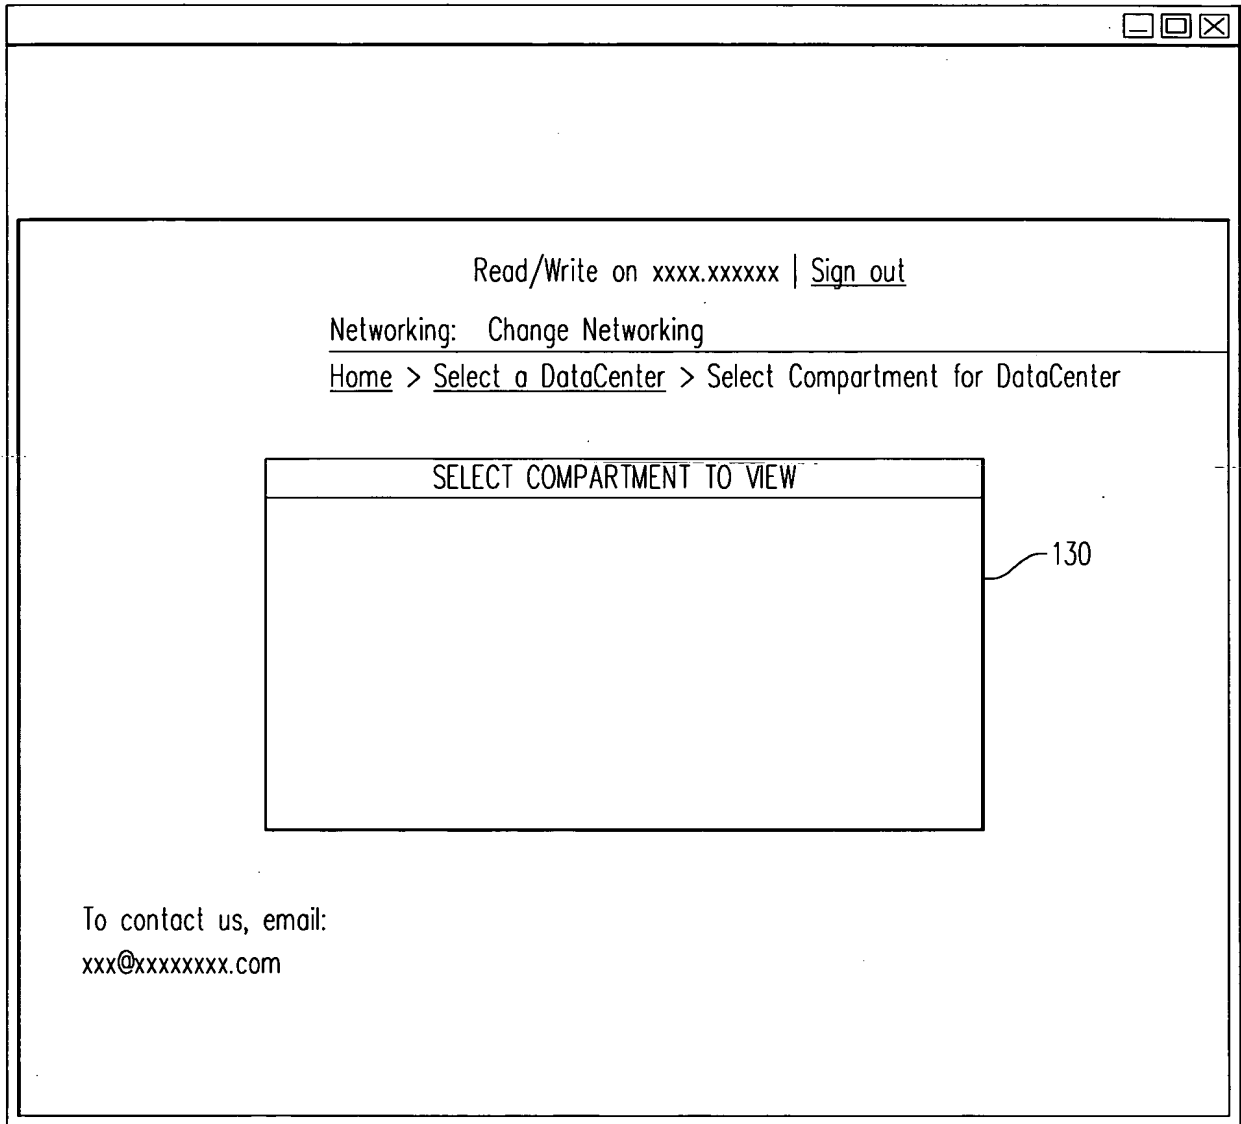 Read/Write on xxxx.xxxxxx | Sign out
Networking: Change Networking
Home > Select a DataCenter > Select Compartment for DataCenter
SELECT COMPARTMENT TO VIEW
130
To contact us, email:
xxx@xxxxxxxx.com